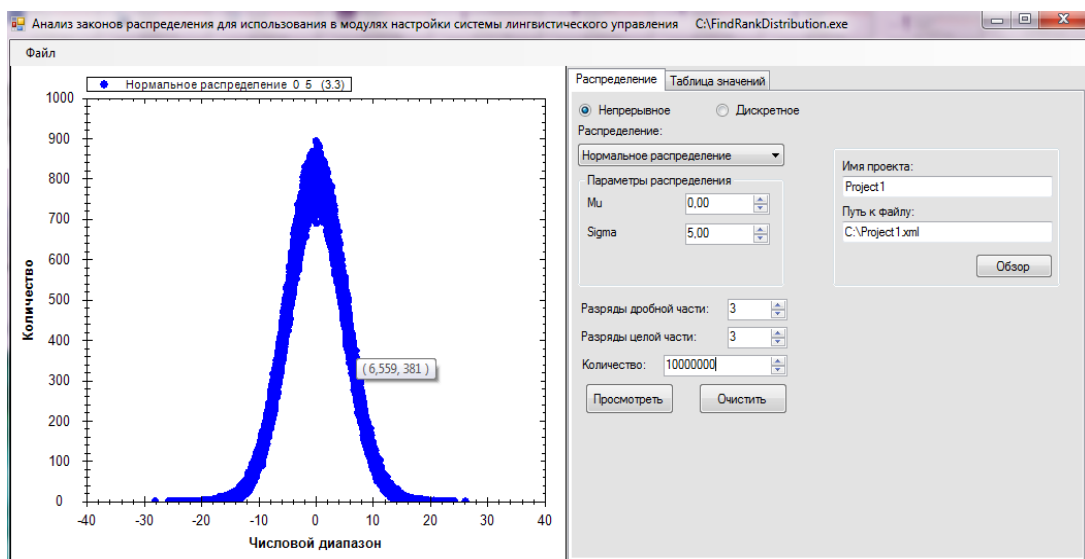 Анализ законов распределения для использования в модулях настройки системы лингвистического управления C:\FindRankDistribution.exe
Файл
Нормальное распределение 0 5 (3.3)
1000
900
800
700
600
500
400
300
200
100
0
-40 -30 -20 -10 0 10 20 30 40
Количество
Числовой диапазон
( 6,559, 381 )
Распределение Таблица значений
Непрерывное Дискретное
Распределение:
Нормальное распределение
Параметры распределения
Mu 0,00
Sigma 5,00
Имя проекта:
Project1
Путь к файлу:
C:\Project1.xml
Обзор
Разряды дробной части: 3
Разряды целой части: 3
Количество: 10000000
Просмотреть Очистить